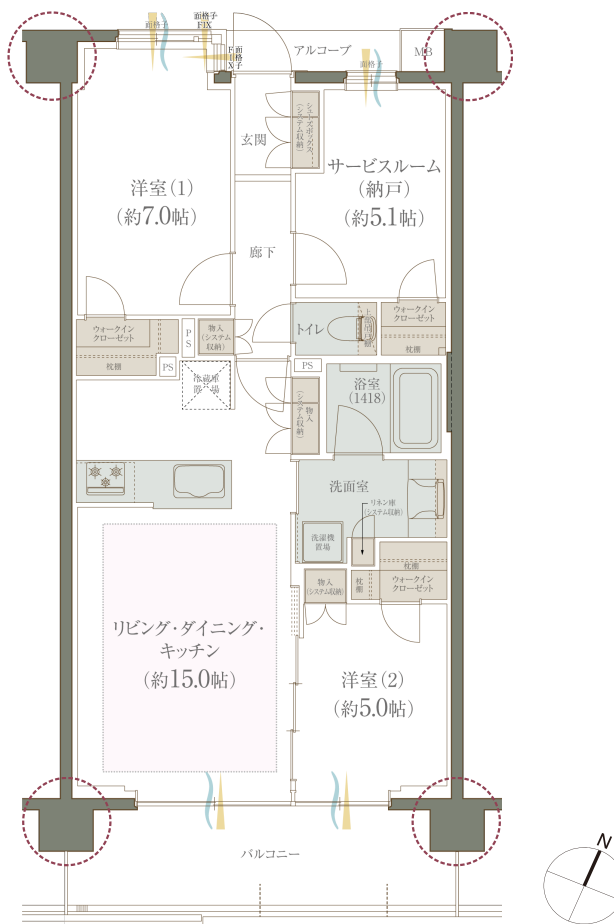 面格子
FIX
面格子
面格子
FIX
アルコーブ
MB
面格子
玄関
シューズボックス
(システム収納)
サービスルーム
(納戸)
(約5.1帖)
洋室(1)
(約7.0帖)
廊下
ウォークイン
クローゼット
枕棚
PS
PS
物入
(システム
収納)
トイレ
上部吊戸棚
ウォークイン
クローゼット
枕棚
冷蔵庫
置場
PS
物入
(システム収納)
浴室
(1418)
洗面室
リネン庫
(システム収納)
洗濯機
置場
物入
(システム収納)
枕棚
枕棚
ウォークイン
クローゼット
リビング・ダイニング・
キッチン
(約15.0帖)
洋室(2)
(約5.0帖)
バルコニー
N